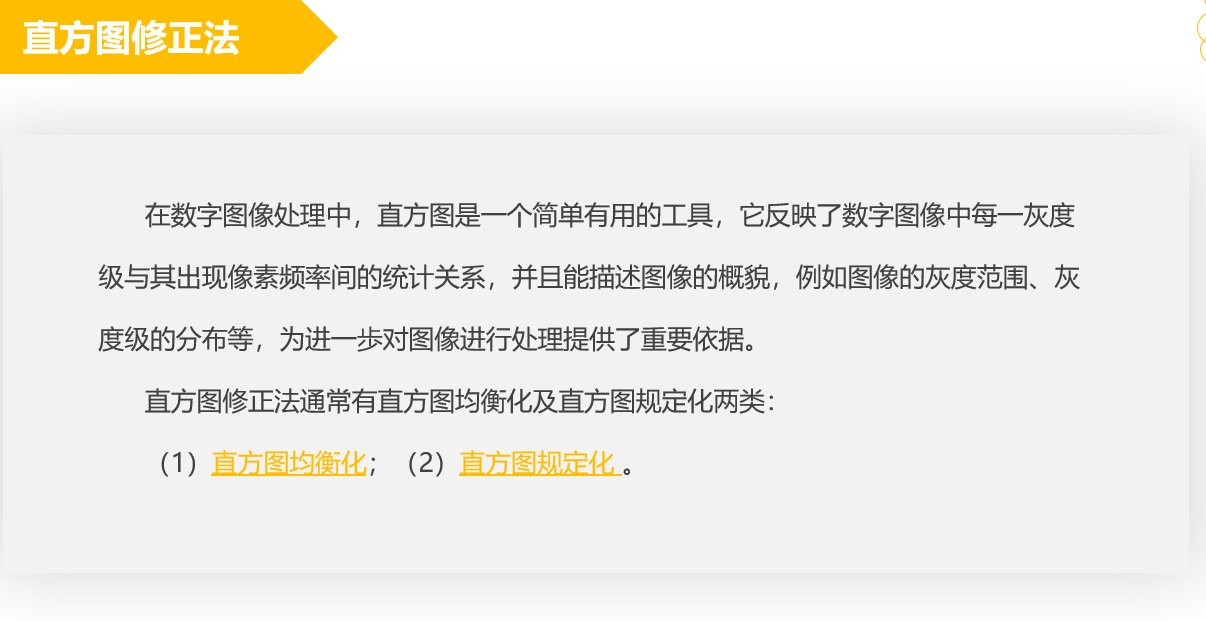 直方图修正法
在数字图像处理中，直方图是一个简单有用的工具，它反映了数字图像中每一灰度
级与其出现像素频率间的统计关系，并且能描述图像的概貌，例如图像的灰度范围、灰
度级的分布等，为进一步对图像进行处理提供了重要依据。
直方图修正法通常有直方图均衡化及直方图规定化两类：
（1）直方图均衡化；（2）直方图规定化 。